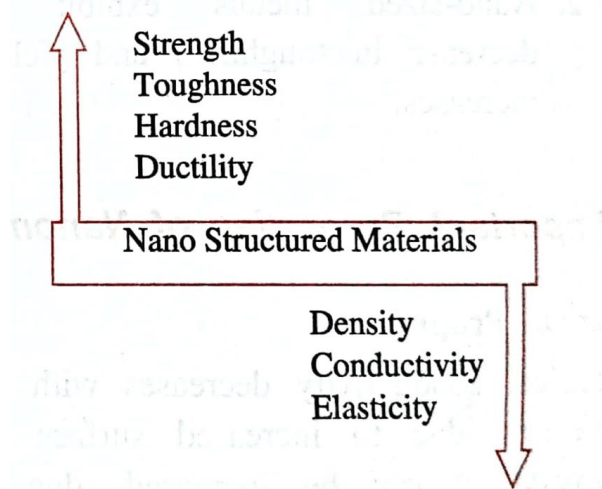 Strength
Toughness
Hardness
Ductility
Nano Structured Materials
Density
Conductivity
Elasticity